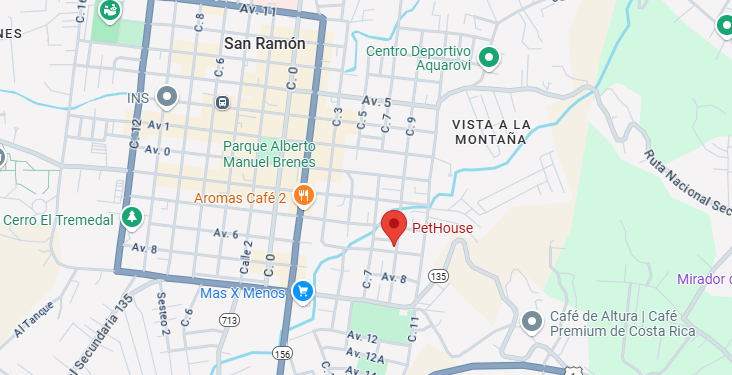 C. 16
Av. 11
C. 8
San Ramón
Centro Deportivo
Aquarovi
C. 6
C. 0
INS
C. 3
Av. 5
C. 5
C. 7
C. 9
VISTA A LA
MONTAÑA
C. 12
Av 1
Av. 0
Parque Alberto
Manuel Brenes
Ruta Nacional Sec
Aromas Café 2
Cerro El Tremedal
PetHouse
Av. 6
Av. 8
Calle 2
C. 0
135
C. 7
Av. 8
Mirador d
Mas X Menos
Al Tanque
l Secundaria 135
Sesteo 2
713
C. 11
Café de Altura | Café
Premium de Costa Rica
Av. 12
156
Av. 12A
Av. 14
1
NES